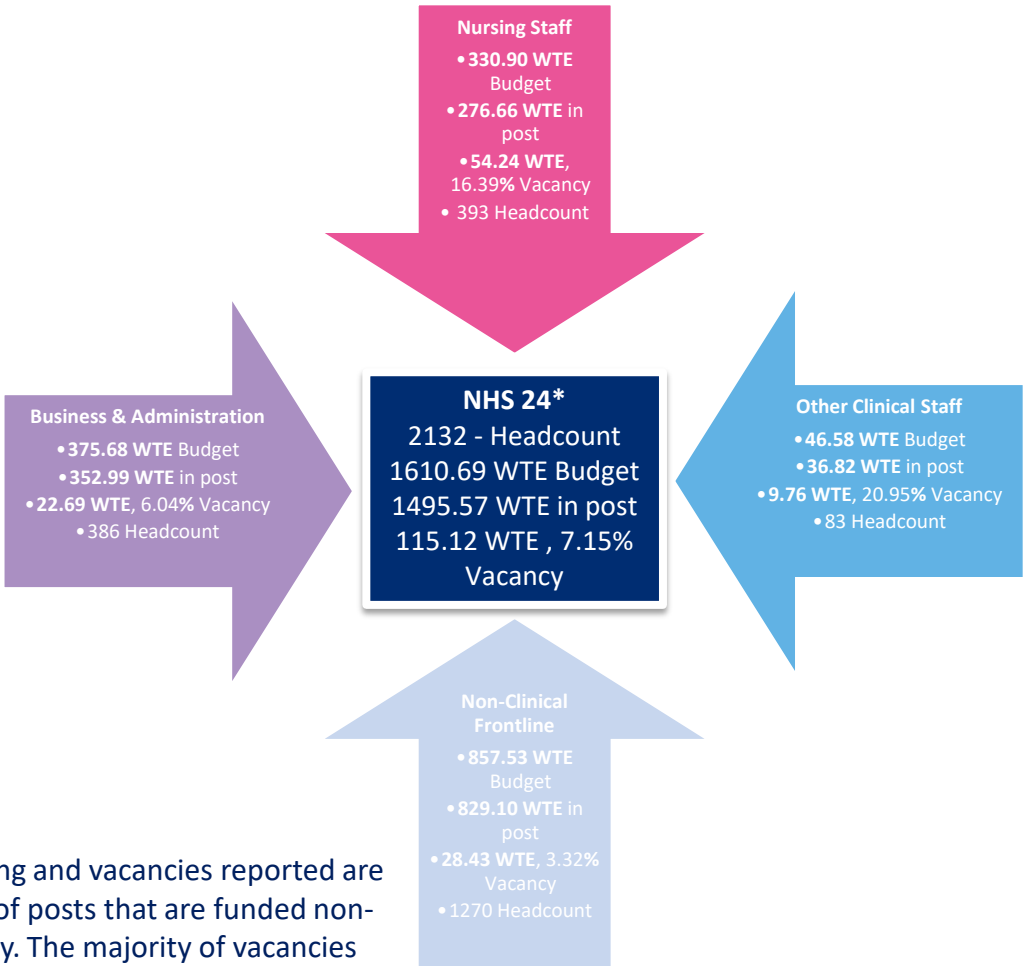 Nursing Staff
•330.90 WTE
Budget
•276.66 WTE in
post
•54.24 WTE,
16.39% Vacancy
• 393 Headcount
Business & Administration
•375.68 WTE Budget
•352.99 WTE in post
•22.69 WTE, 6.04% Vacancy
•386 Headcount
NHS 24*
2132 - Headcount
1610.69 WTE Budget
1495.57 WTE in post
115.12 WTE , 7.15%
Vacancy
Other Clinical Staff
•46.58 WTE Budget
•36.82 WTE in post
•9.76 WTE, 20.95% Vacancy
•83 Headcount
Non-Clinical
Frontline
•857.53 WTE
Budget
•829.10 WTE in
post
•28.43 WTE, 3.32%
Vacancy
•1270 Headcount
ng and vacancies reported are
of posts that are funded non-
y. The majority of vacancies